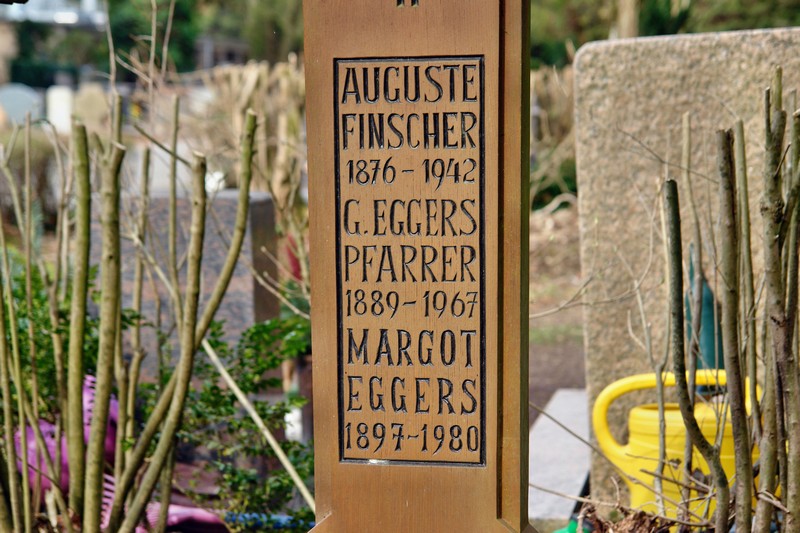 AUGUSTE
FINSCHER
1876-1942
G. EGGERS
PFARRER
1889-1967
MARGOT
EGGERS
1897-1980